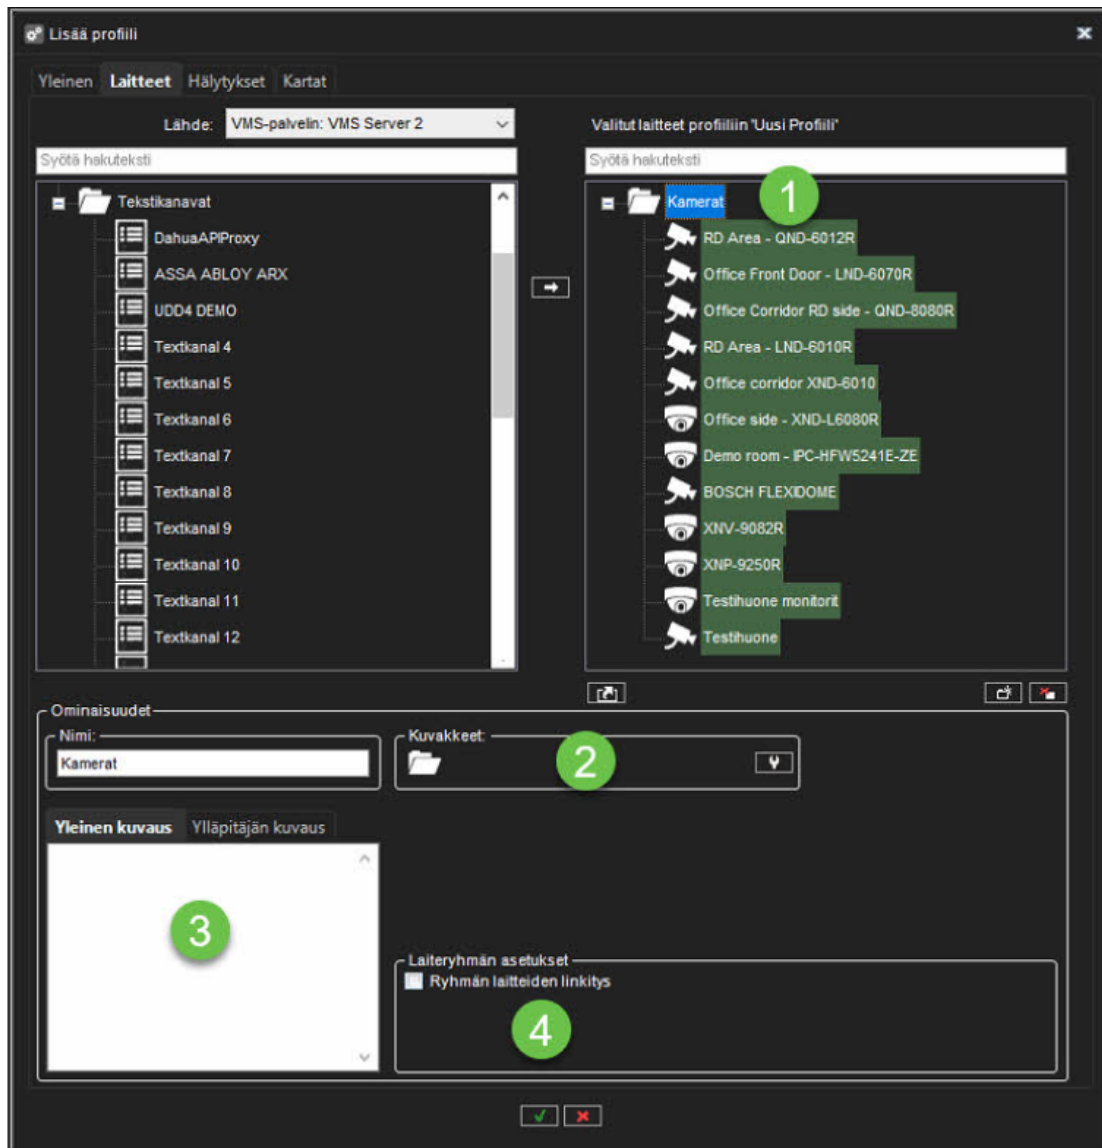 Lisää profiili
Yleinen Laitteet Hälytykset Kartat
Lähde: VMS-palvelin: VMS Server 2
Valitut laitteet profiiliin 'Uusi Profiili'
Syötä hakuteksti
Syötä hakuteksti
Tekstikanavat
DahuaAPIProxy
ASSA ABLOY ARX
UDD4 DEMO
Textkanal 4
Textkanal 5
Textkanal 6
Textkanal 7
Textkanal 8
Textkanal 9
Textkanal 10
Textkanal 11
Textkanal 12
Kamerat
1
RD Area - QND-6012R
Office Front Door - LND-6070R
Office Corridor RD side - QND-8080R
RD Area - LND-6010R
Office corridor XND-6010
Office side - XND-L6080R
Demo room - IPC-HFW5241E-ZE
BOSCH FLEXIDOME
XNV-9082R
XNP-9250R
Testihuone monitorit
Testihuone
Ominaisuudet
Nimi:
Kamerat
Kuvakkeet:
2
Yleinen kuvaus Ylläpitäjän kuvaus
3
Laiteryhmän asetukset
Ryhmän laitteiden linkitys
4